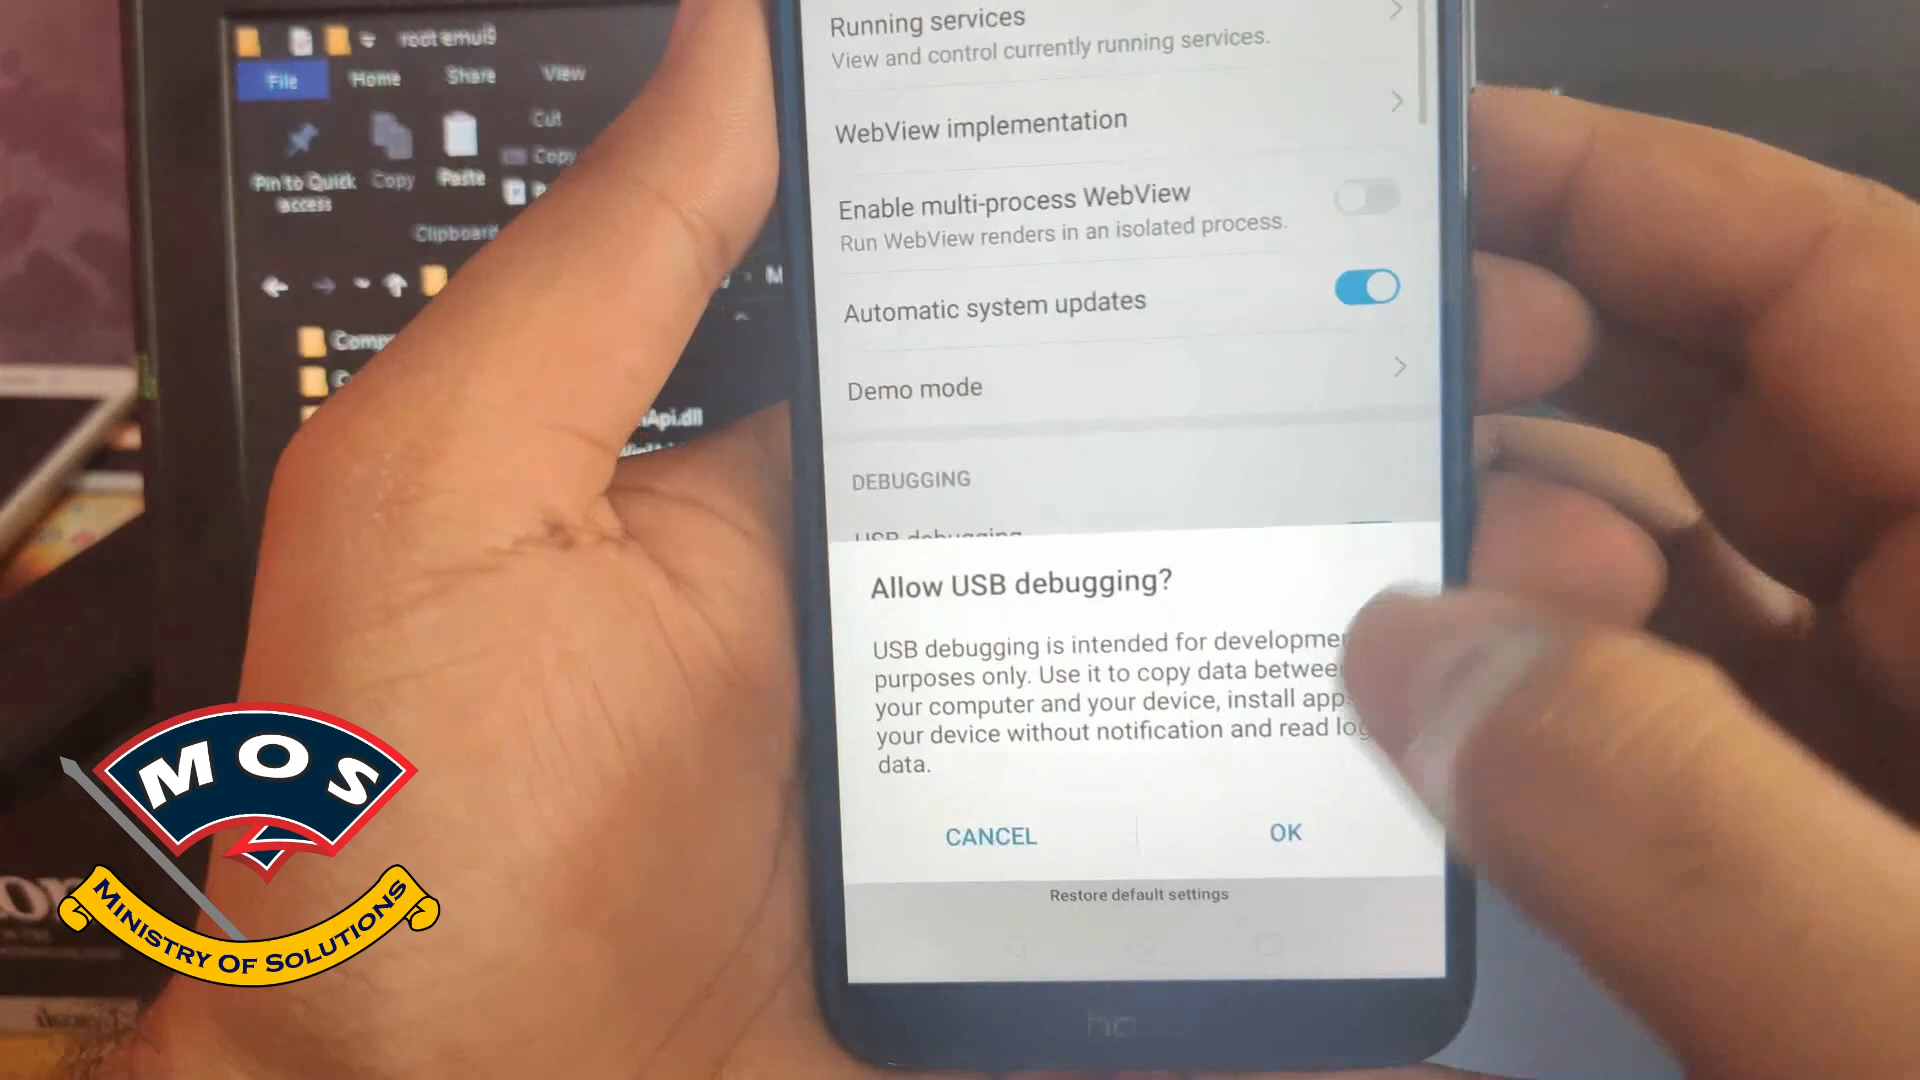 root emui9
File
Home
Share
View
Cut
Copy
Pin to Quick
access
Copy
Paste
Clipboard
Running services
View and control currently running services.
WebView implementation
Enable multi-process WebView
Run WebView renders in an isolated process.
Automatic system updates
Demo mode
DEBUGGING
USB debugging
Allow USB debugging?
USB debugging is intended for developme
purposes only. Use it to copy data betwee
your computer and your device, install app
your device without notification and read log
data.
CANCEL
OK
Restore default settings
MOS
MINISTRY OF SOLUTIONS